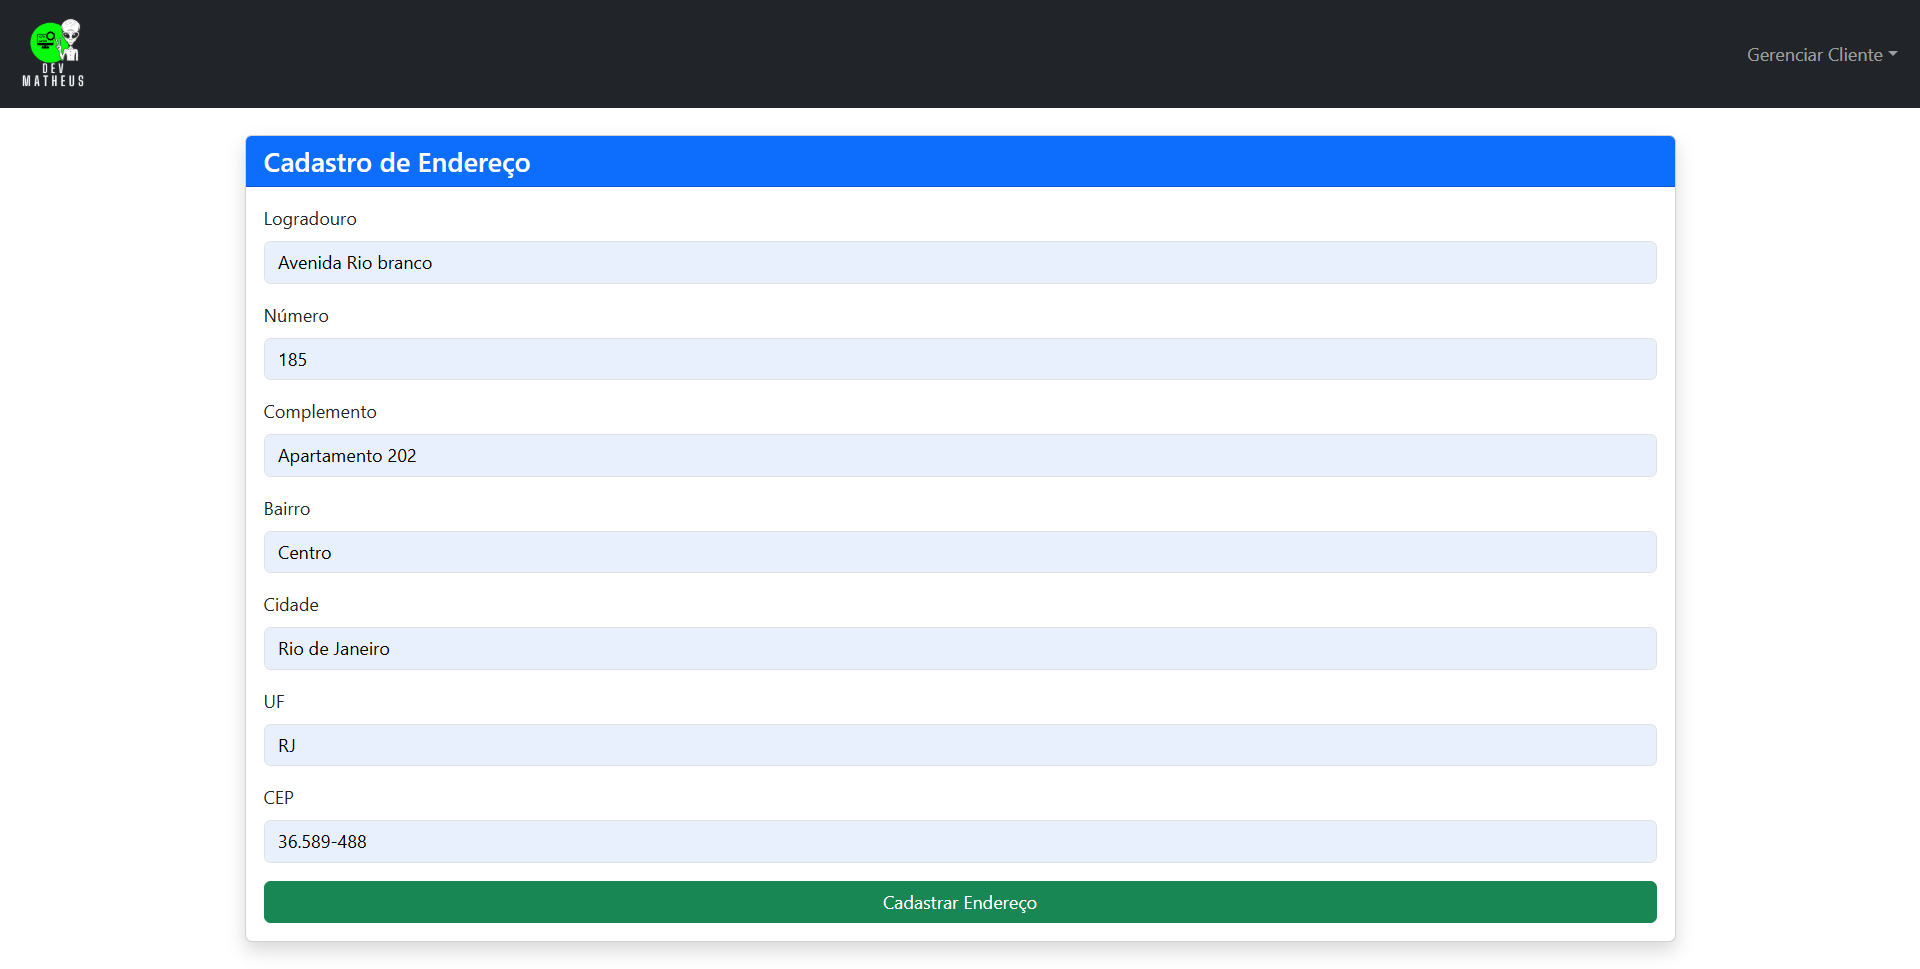 DEV
MATHEUS
Gerenciar Cliente
Cadastro de Endereço
Logradouro
Avenida Rio branco
Número
185
Complemento
Apartamento 202
Bairro
Centro
Cidade
Rio de Janeiro
UF
RJ
CEP
36.589-488
Cadastrar Endereço